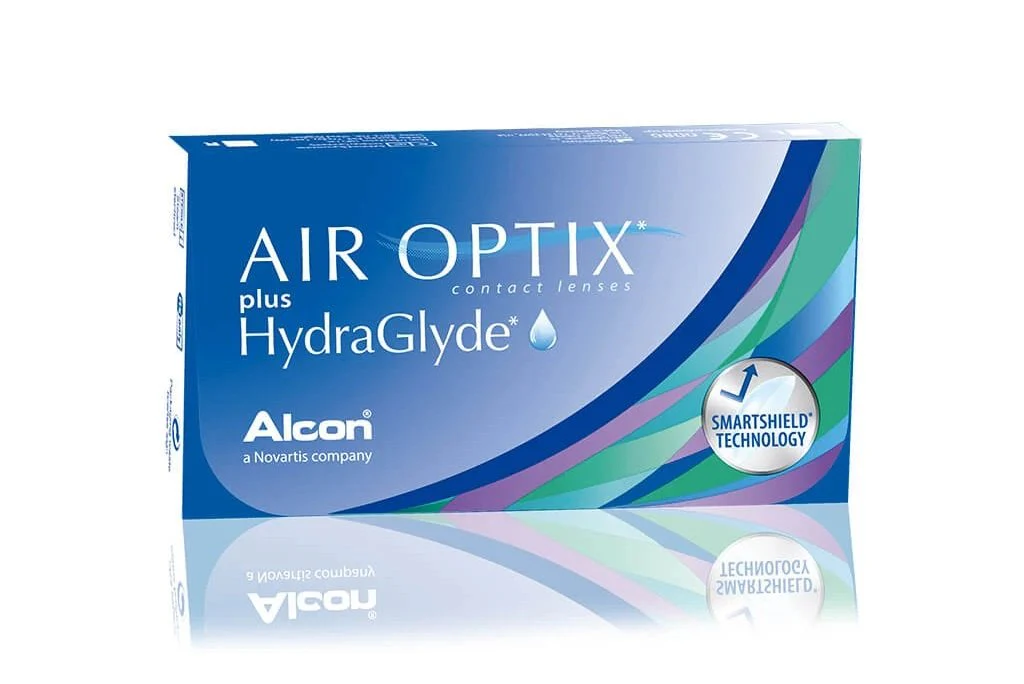 AIR OPTIX*
contact lenses
plus
HydraGlyde*
Alcon®
a Novartis company
SMARTSHIELD*
TECHNOLOGY